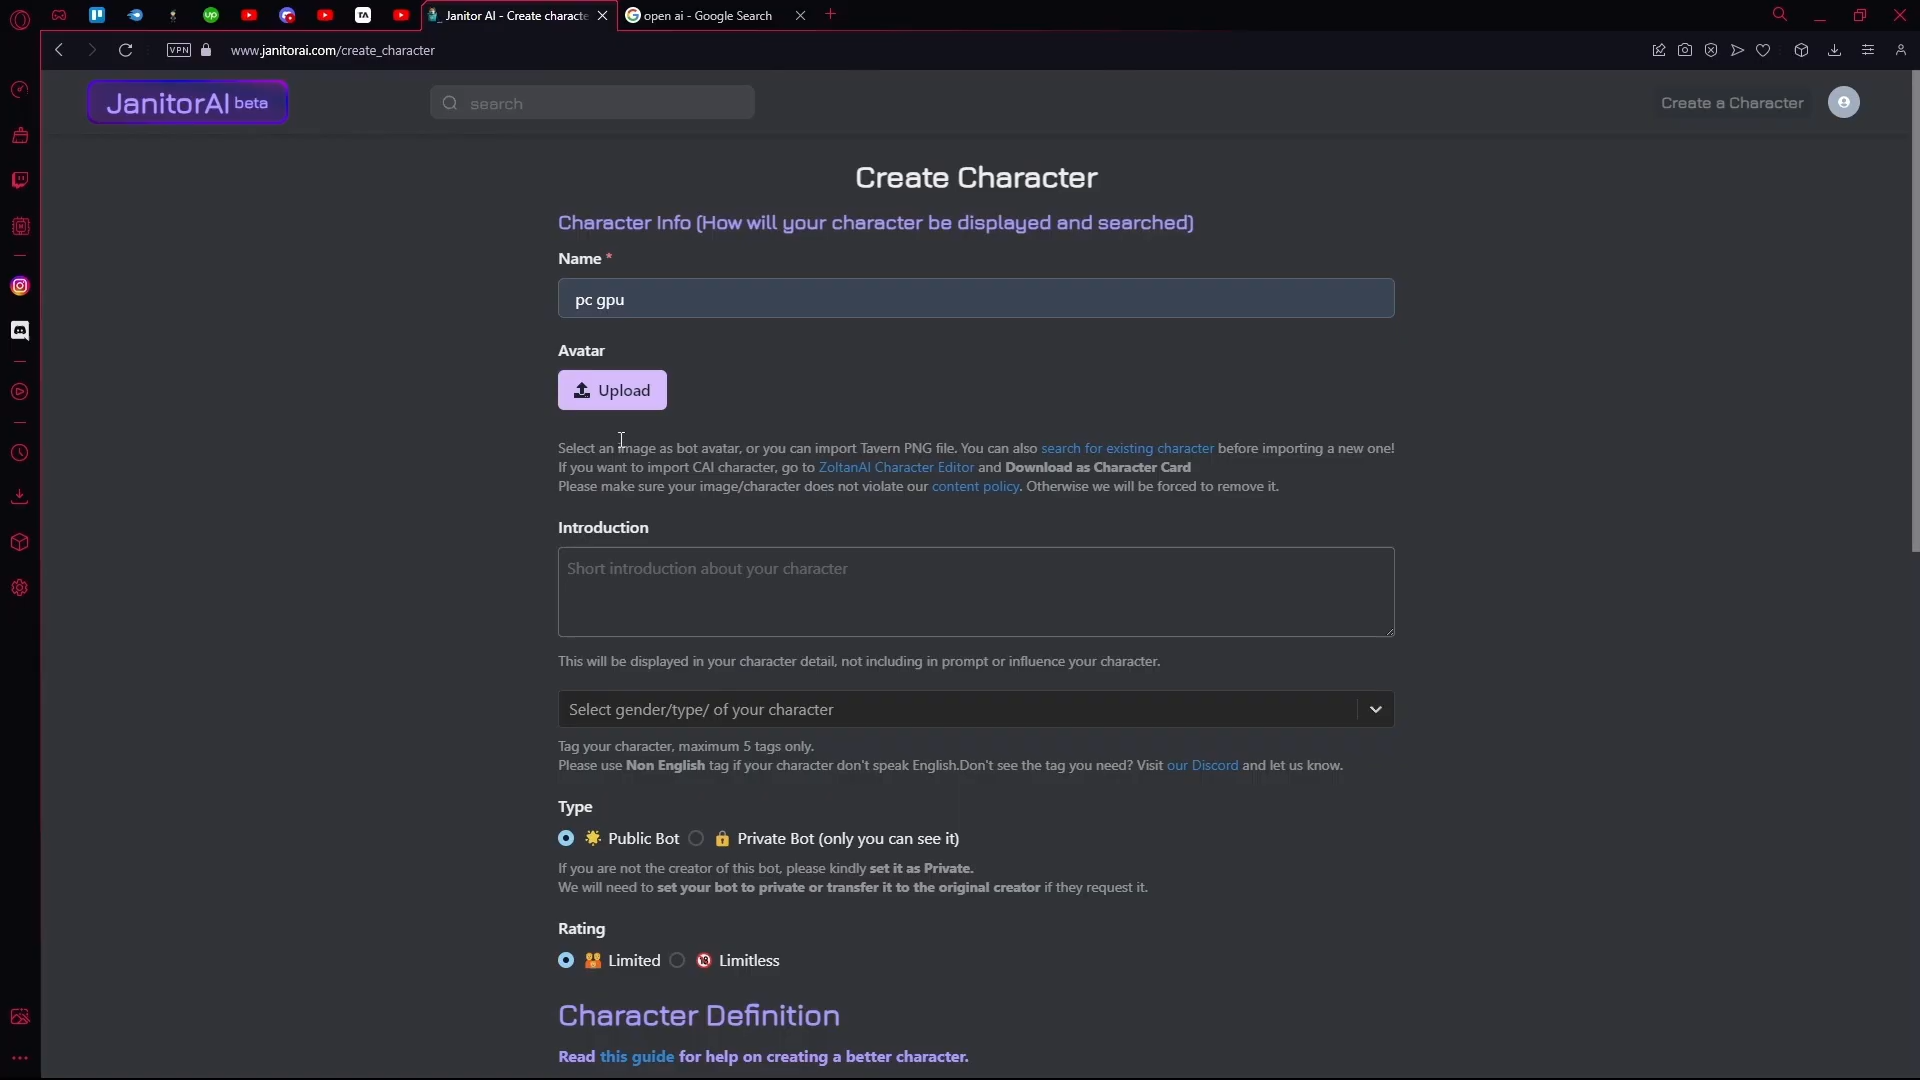 Janitor AI - Create characte
open ai - Google Search
VPN
www.janitorai.com/create_character
JanitorAI beta
search
Create a Character
Create Character
Character Info (How will your character be displayed and searched)
Name *
pc gpu
Avatar
Upload
Select an image as bot avatar, or you can import Tavern PNG file. You can also search for existing character before importing a new one!
If you want to import CAI character, go to ZoltanAI Character Editor and Download as Character Card
Please make sure your image/character does not violate our content policy. Otherwise we will be forced to remove it.
Introduction
Short introduction about your character
This will be displayed in your character detail, not including in prompt or influence your character.
Select gender/type/ of your character
Tag your character, maximum 5 tags only.
Please use Non English tag if your character don't speak English.Don't see the tag you need? Visit our Discord and let us know.
Type
Public Bot
Private Bot (only you can see it)
If you are not the creator of this bot, please kindly set it as Private.
We will need to set your bot to private or transfer it to the original creator if they request it.
Rating
Limited
Limitless
Character Definition
Read this guide for help on creating a better character.